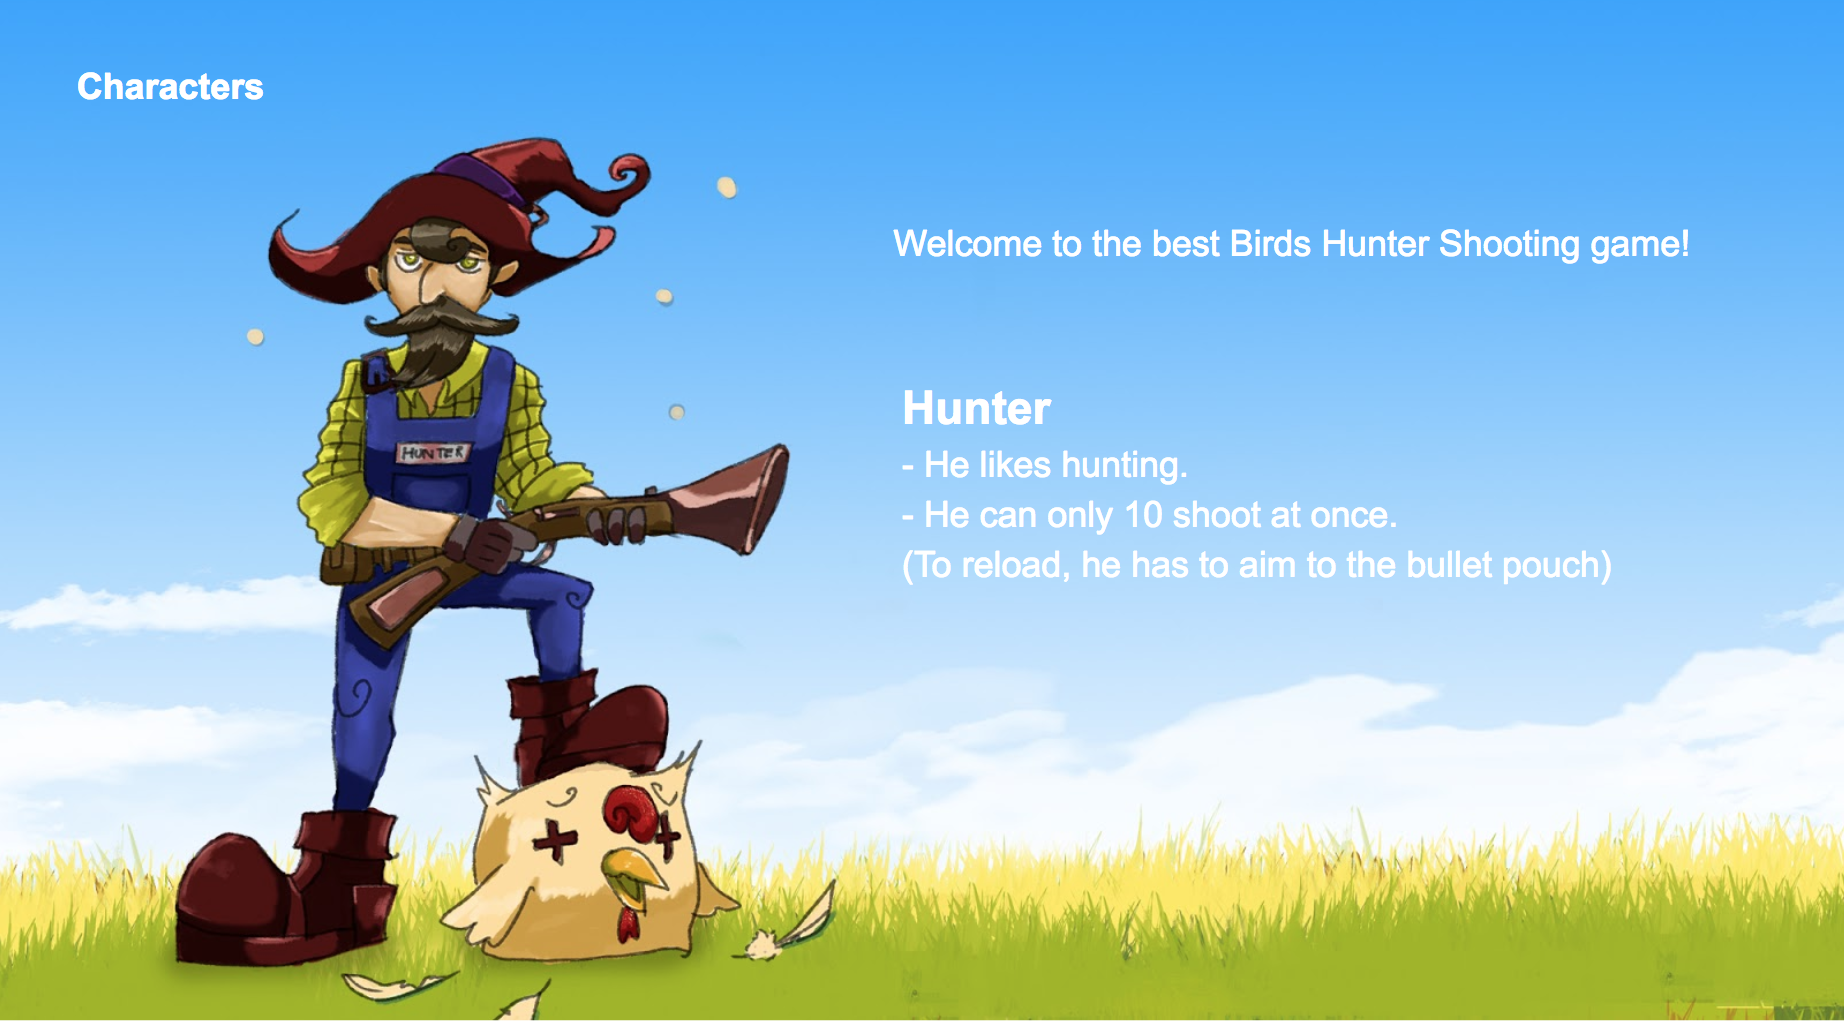 Characters
Welcome to the best Birds Hunter Shooting game!
Hunter
- He likes hunting.
- He can only 10 shoot at once.
(To reload, he has to aim to the bullet pouch)
HUNTER